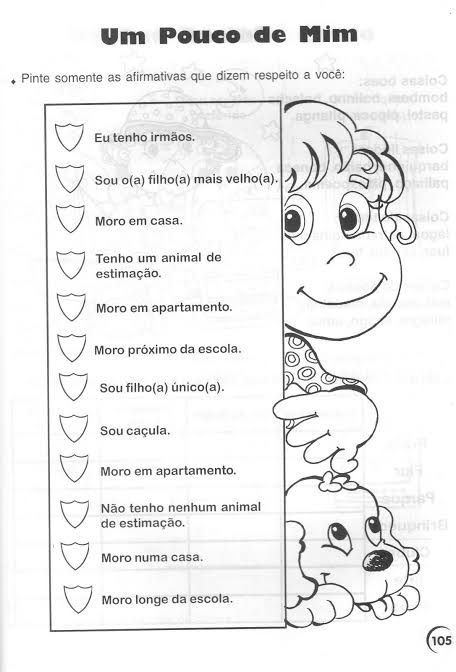 Um Pouco de Mim
Pinte somente as afirmativas que dizem respeito a você:
Eu tenho irmãos.
Sou o(a) filho(a) mais velho(a).
Moro em casa.
Tenho um animal de
estimação.
Moro em apartamento.
Moro próximo da escola.
Sou filho(a) único(a).
Sou caçula.
Moro em apartamento.
Não tenho nenhum animal
de estimação.
Moro numa casa.
Moro longe da escola.
105